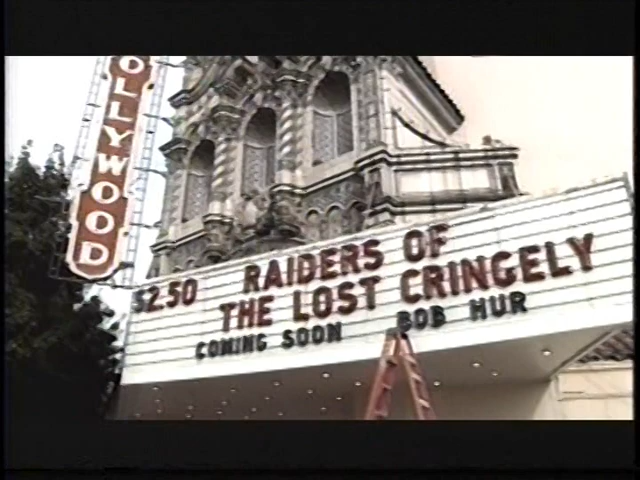 OLLYWOOD
$2.50 RAIDERS OF
THE LOST CRINGELY
COMING SOON BOB HUR